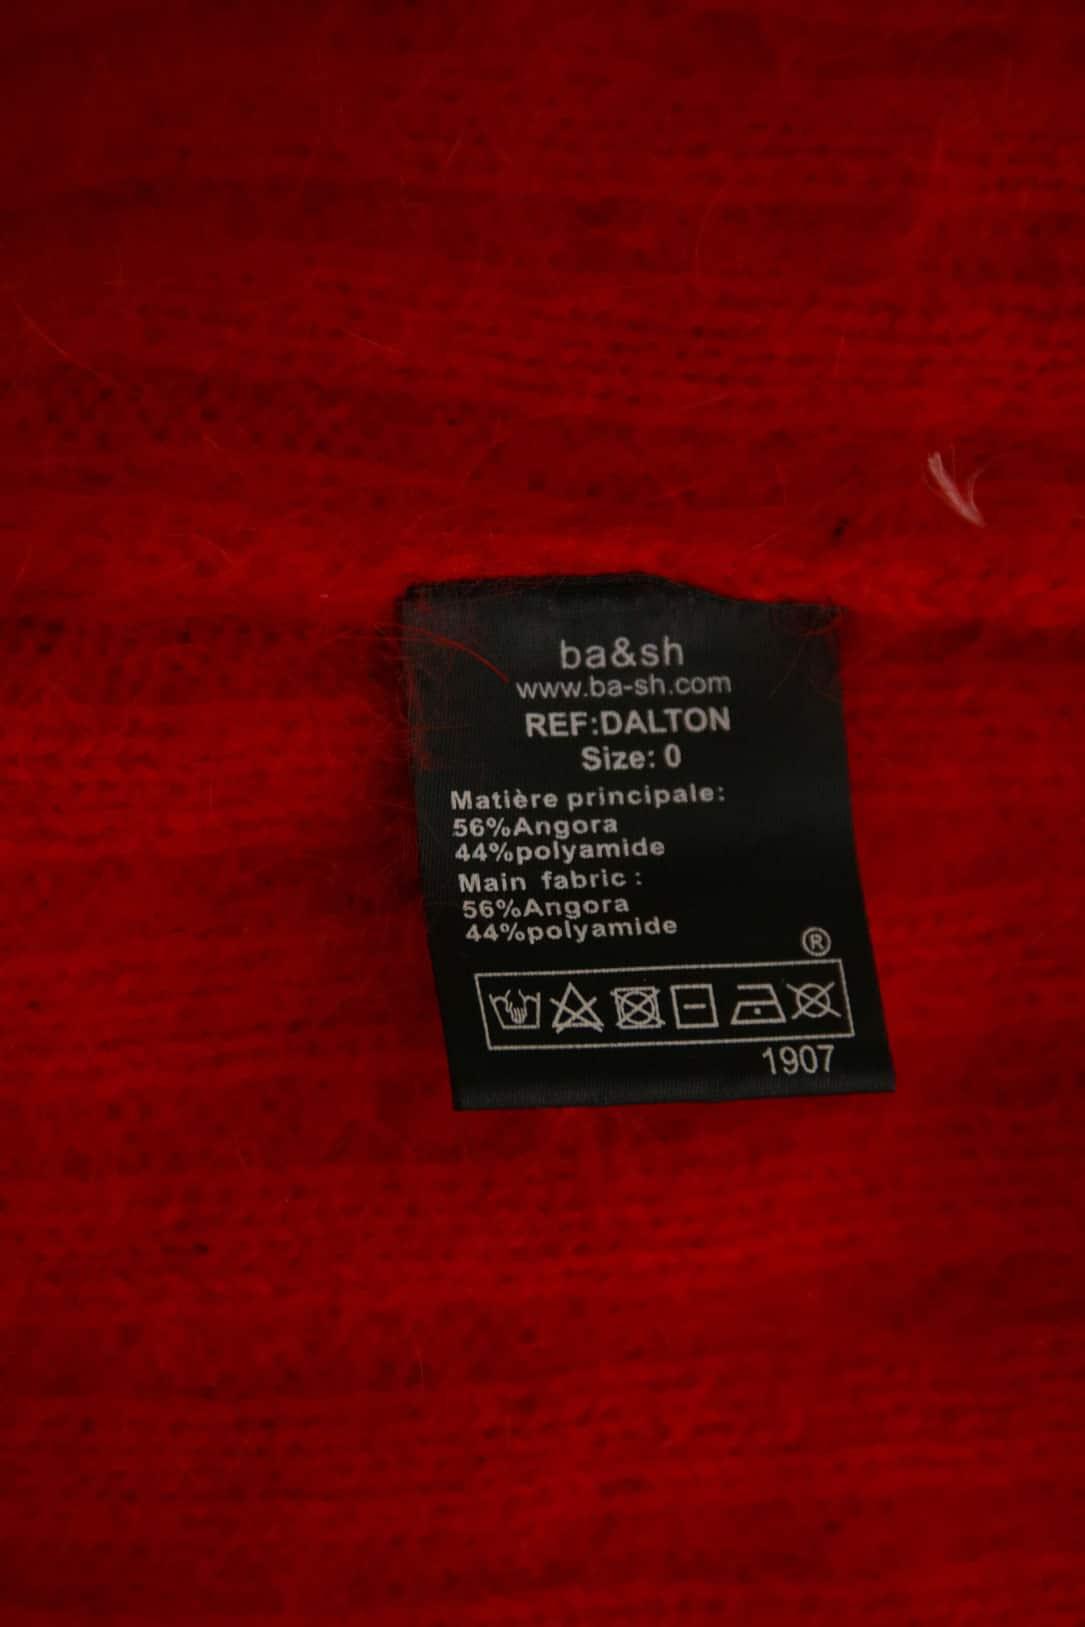 ba&sh
www.ba-sh.com
REF:DALTON
Size: 0
Matière principale:
56%Angora
44%polyamide
Main fabric :
56%Angora
44%polyamide
®
1907